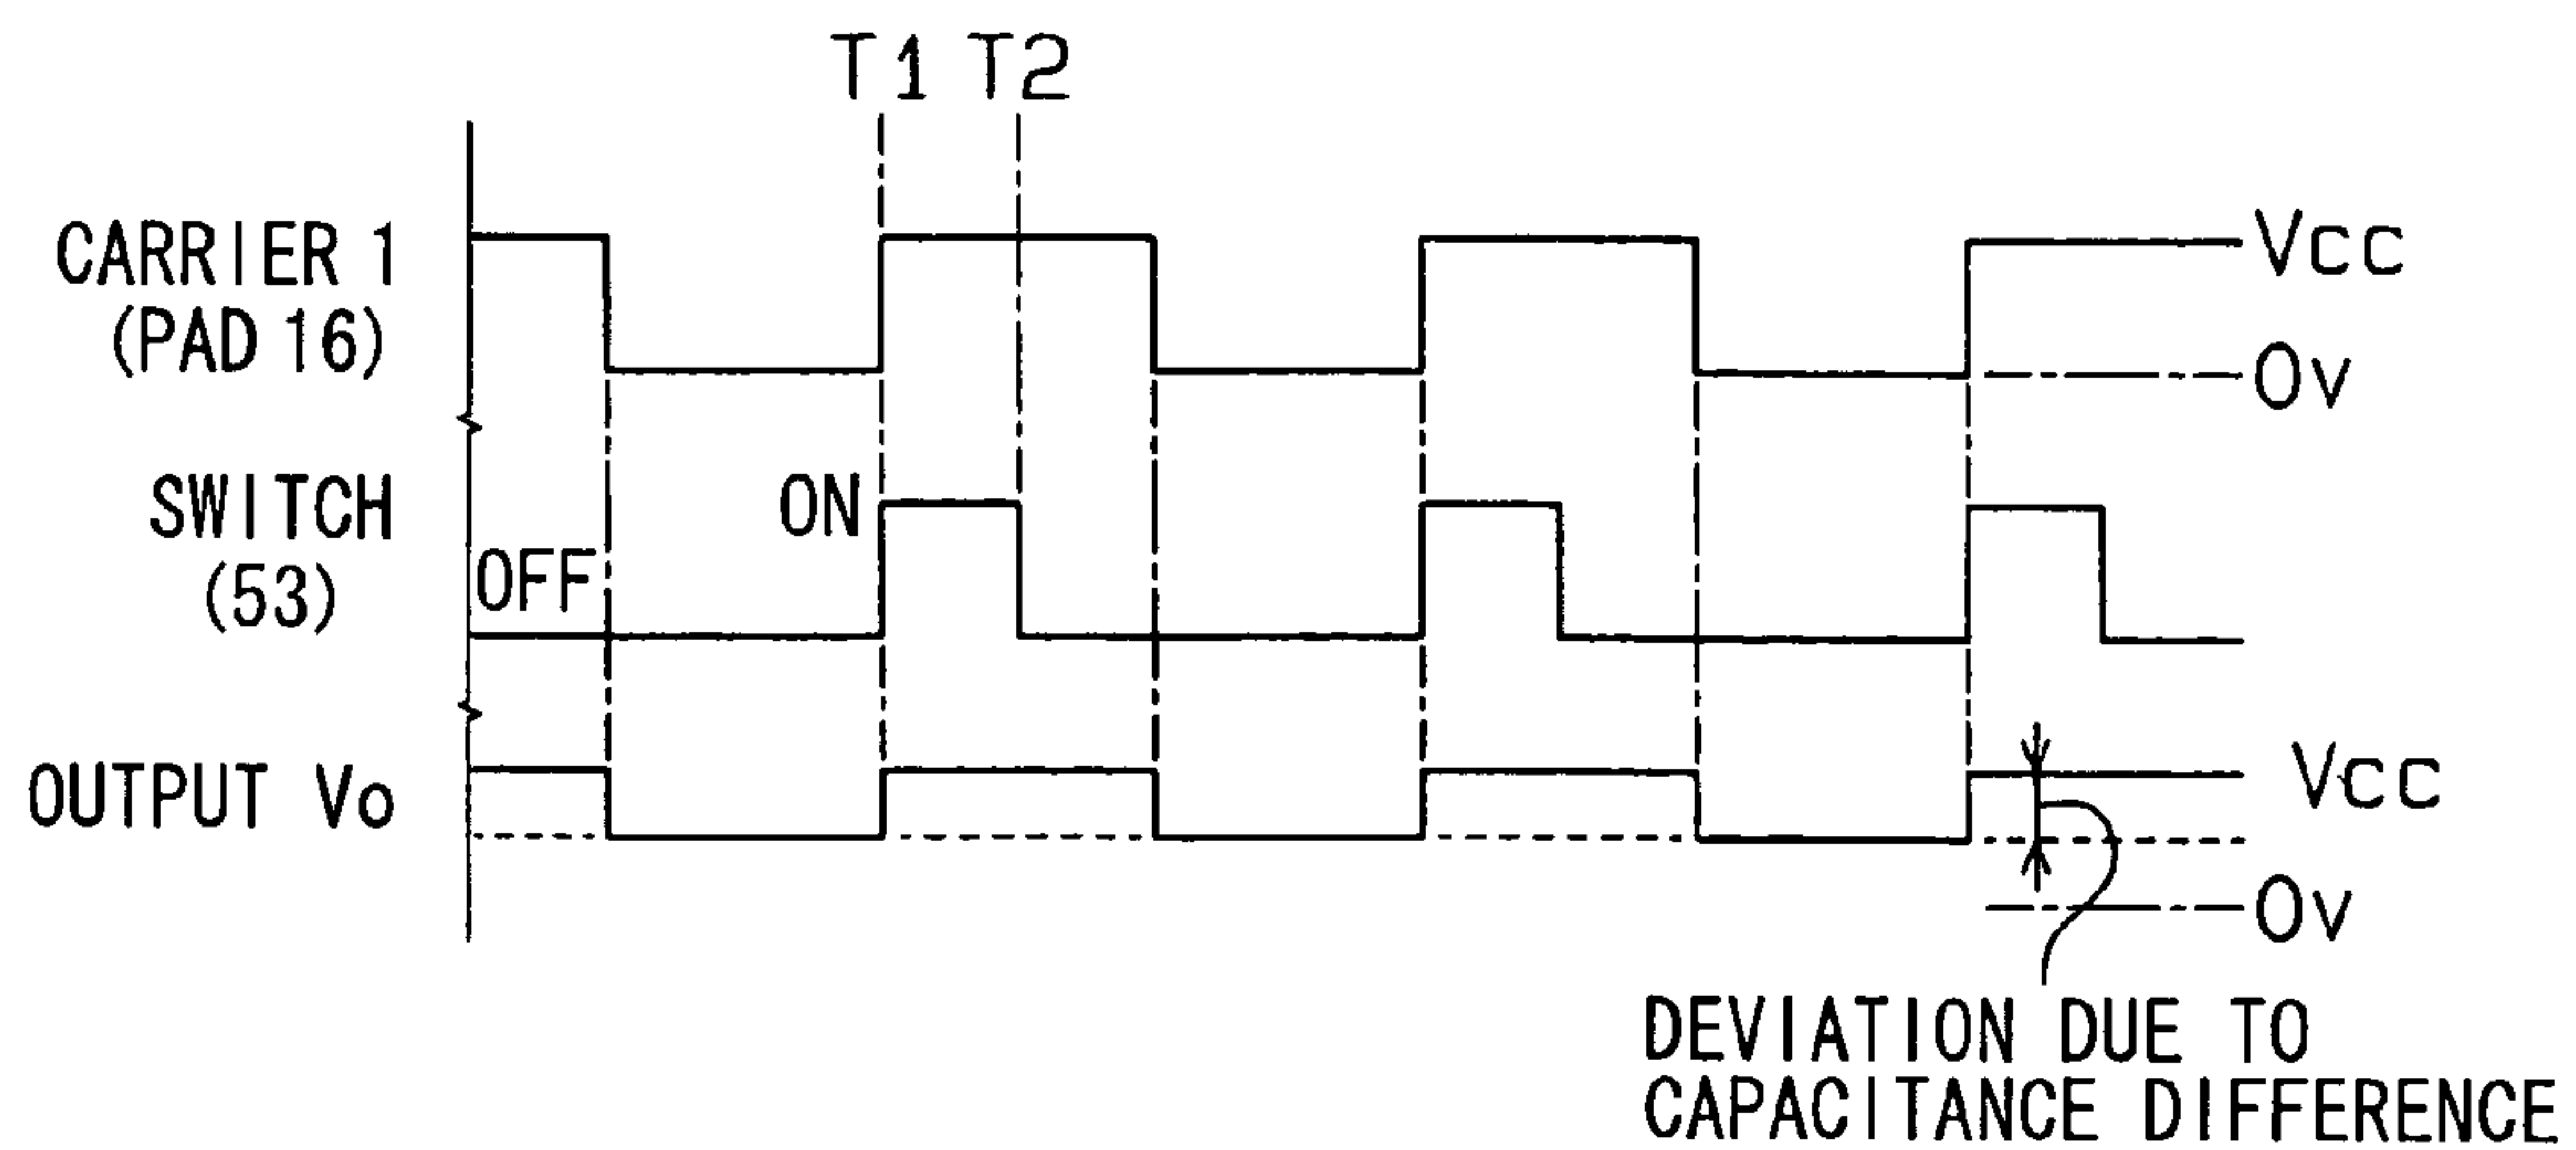 T1 T2
CARRIER 1
(PAD 16)
Vcc
0v
SWITCH
(53)
OFF
ON
OUTPUT Vo
Vcc
0v
DEVIATION DUE TO
CAPACITANCE DIFFERENCE